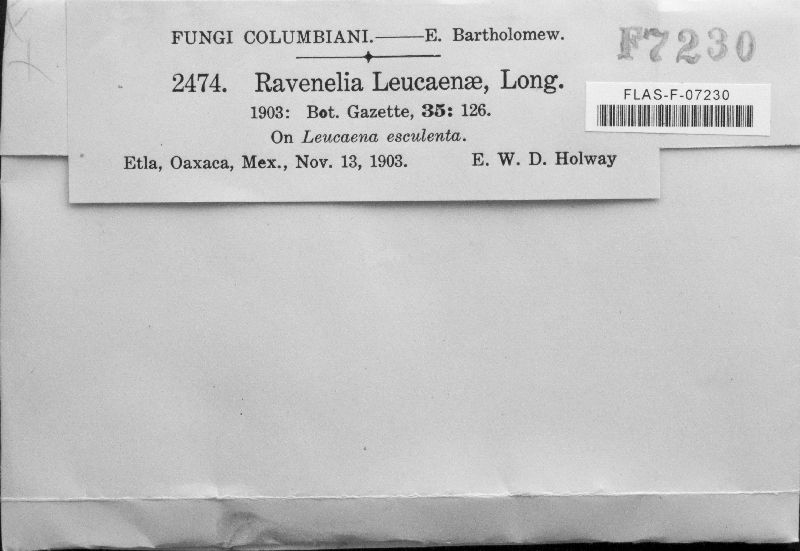 FUNGI COLUMBIANI.——E. Bartholomew.
F7230
2474. Ravenelia Leucaenæ, Long.
FLAS-F-07230
1903: Bot. Gazette, 35: 126.
On Leucaena esculenta.
Etla, Oaxaca, Mex., Nov. 13, 1903. E. W. D. Holway